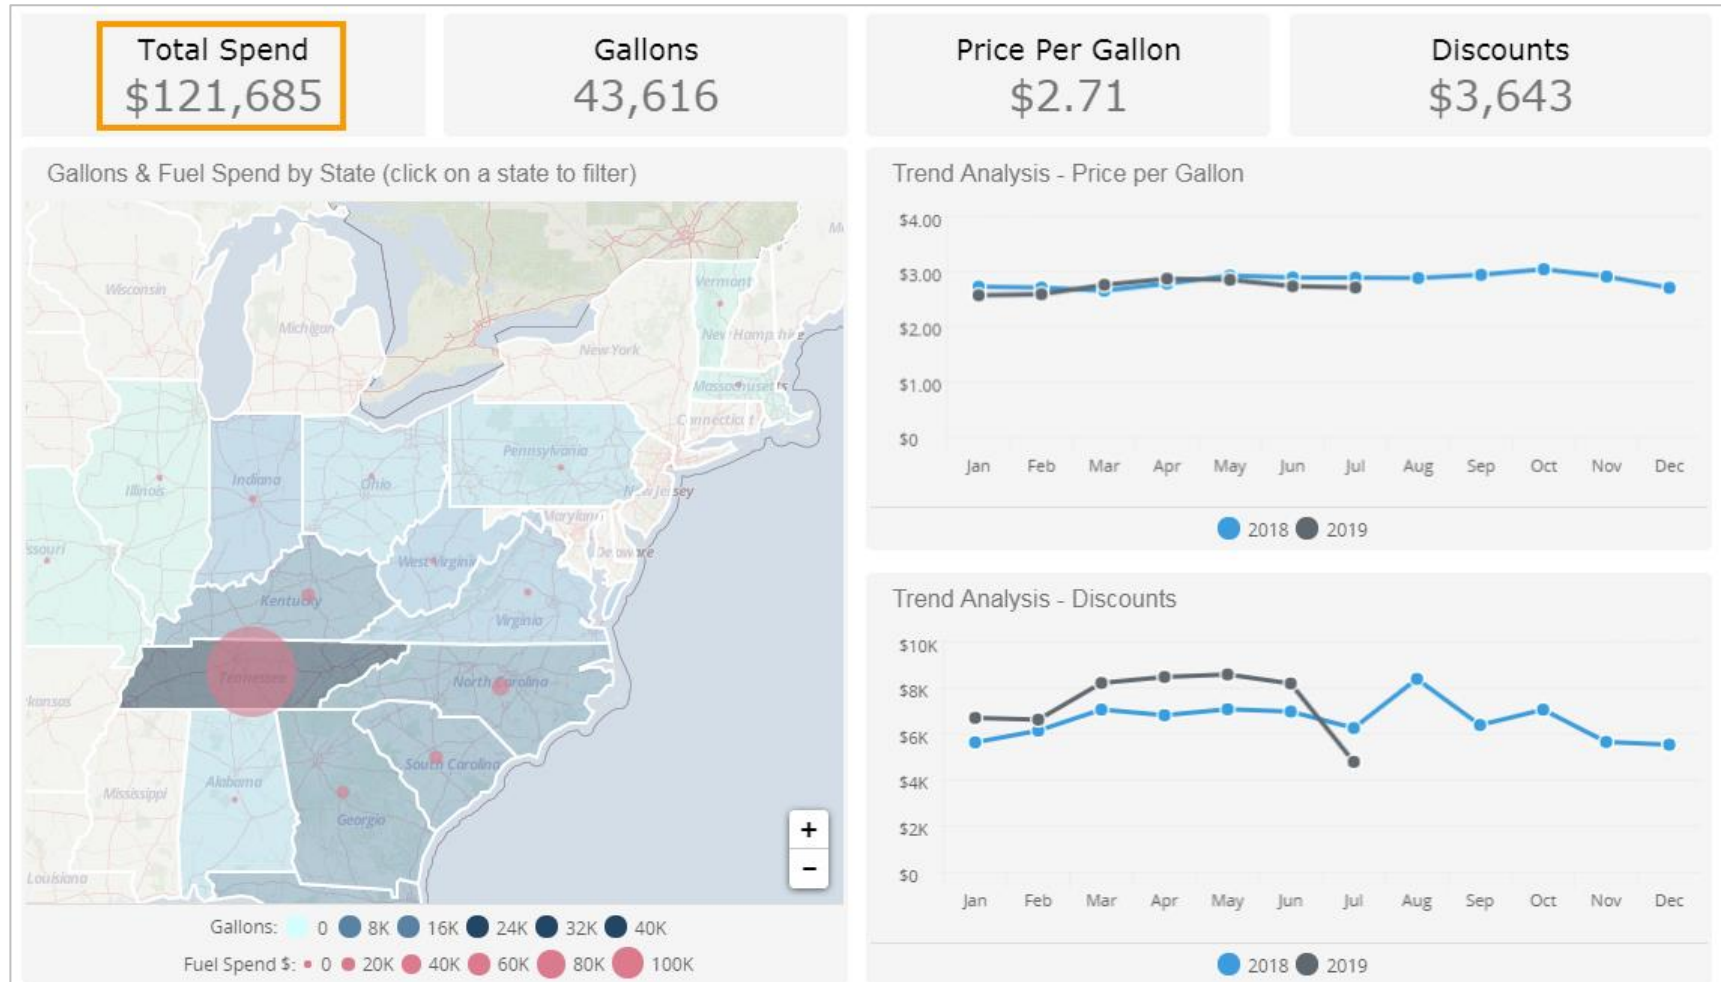 Total Spend
$121,685
Gallons
43,616
Price Per Gallon
$2.71
Discounts
$3,643
Gallons & Fuel Spend by State (click on a state to filter)
Wisconsin
Michigan
Vermont
New Hampshire
New York
Massachusetts
Connecticut
Pennsylvania
New Jersey
Illinois
Indiana
Ohio
Maryland
Delaware
ssouri
West Virginia
Kentucky
Virginia
Tennessee
North Carolina
kansas
South Carolina
Alabama
Mississippi
Georgia
Louisiana
+
-
Gallons: 0 8K 16K 24K 32K 40K
Fuel Spend $: 0 20K 40K 60K 80K 100K
Trend Analysis - Price per Gallon
$4.00
$3.00
$2.00
$1.00
$0
Jan Feb Mar Apr May Jun Jul Aug Sep Oct Nov Dec
2018 2019
Trend Analysis - Discounts
$10K
$8K
$6K
$4K
$2K
$0
Jan Feb Mar Apr May Jun Jul Aug Sep Oct Nov Dec
2018 2019